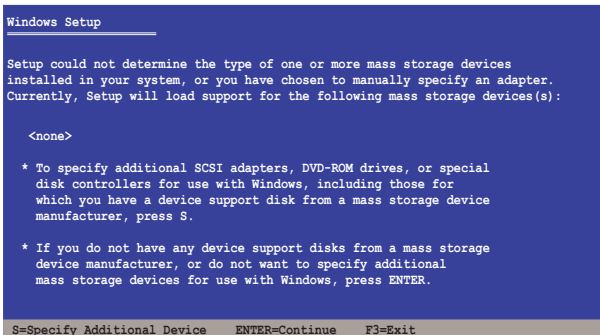 Windows Setup
Setup could not determine the type of one or more mass storage devices
installed in your system, or you have chosen to manually specify an adapter.
Currently, Setup will load support for the following mass storage devices(s):
<none>
* To specify additional SCSI adapters, DVD-ROM drives, or special
disk controllers for use with Windows, including those for
which you have a device support disk from a mass storage device
manufacturer, press S.
* If you do not have any device support disks from a mass storage
device manufacturer, or do not want to specify additional
mass storage devices for use with Windows, press ENTER.
S=Specify Additional Device ENTER=Continue F3=Exit